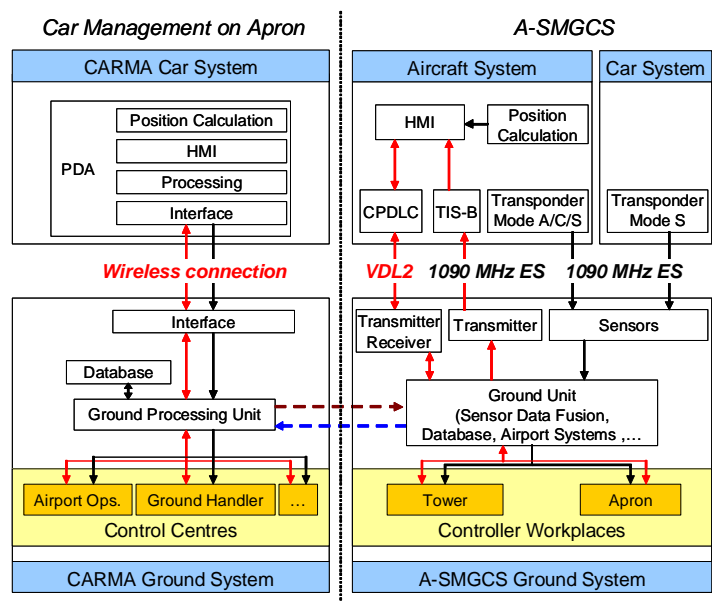 Car Management on Apron
CARMA Car System
PDA
Position Calculation
HMI
Processing
Interface
Wireless connection
Interface
Database
Ground Processing Unit
Airport Ops.
Ground Handler
…
Control Centres
CARMA Ground System
A-SMGCS
Aircraft System
Car System
HMI
Position
Calculation
CPDLC
TIS-B
Transponder
Mode A/C/S
Transponder
Mode S
VDL2
1090 MHz ES
1090 MHz ES
Transmitter
Receiver
Transmitter
Sensors
Ground Unit
(Sensor Data Fusion,
Database, Airport Systems ,…
Tower
Apron
Controller Workplaces
A-SMGCS Ground System